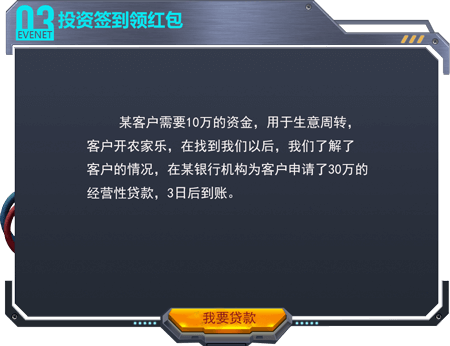 03
EVENET
投资签到领红包
某客户需要10万的资金，用于生意周转，
客户开农家乐，在找到我们以后，我们了解了
客户的情况，在某银行机构为客户申请了30万的
经营性贷款，3日后到账。
我要贷款